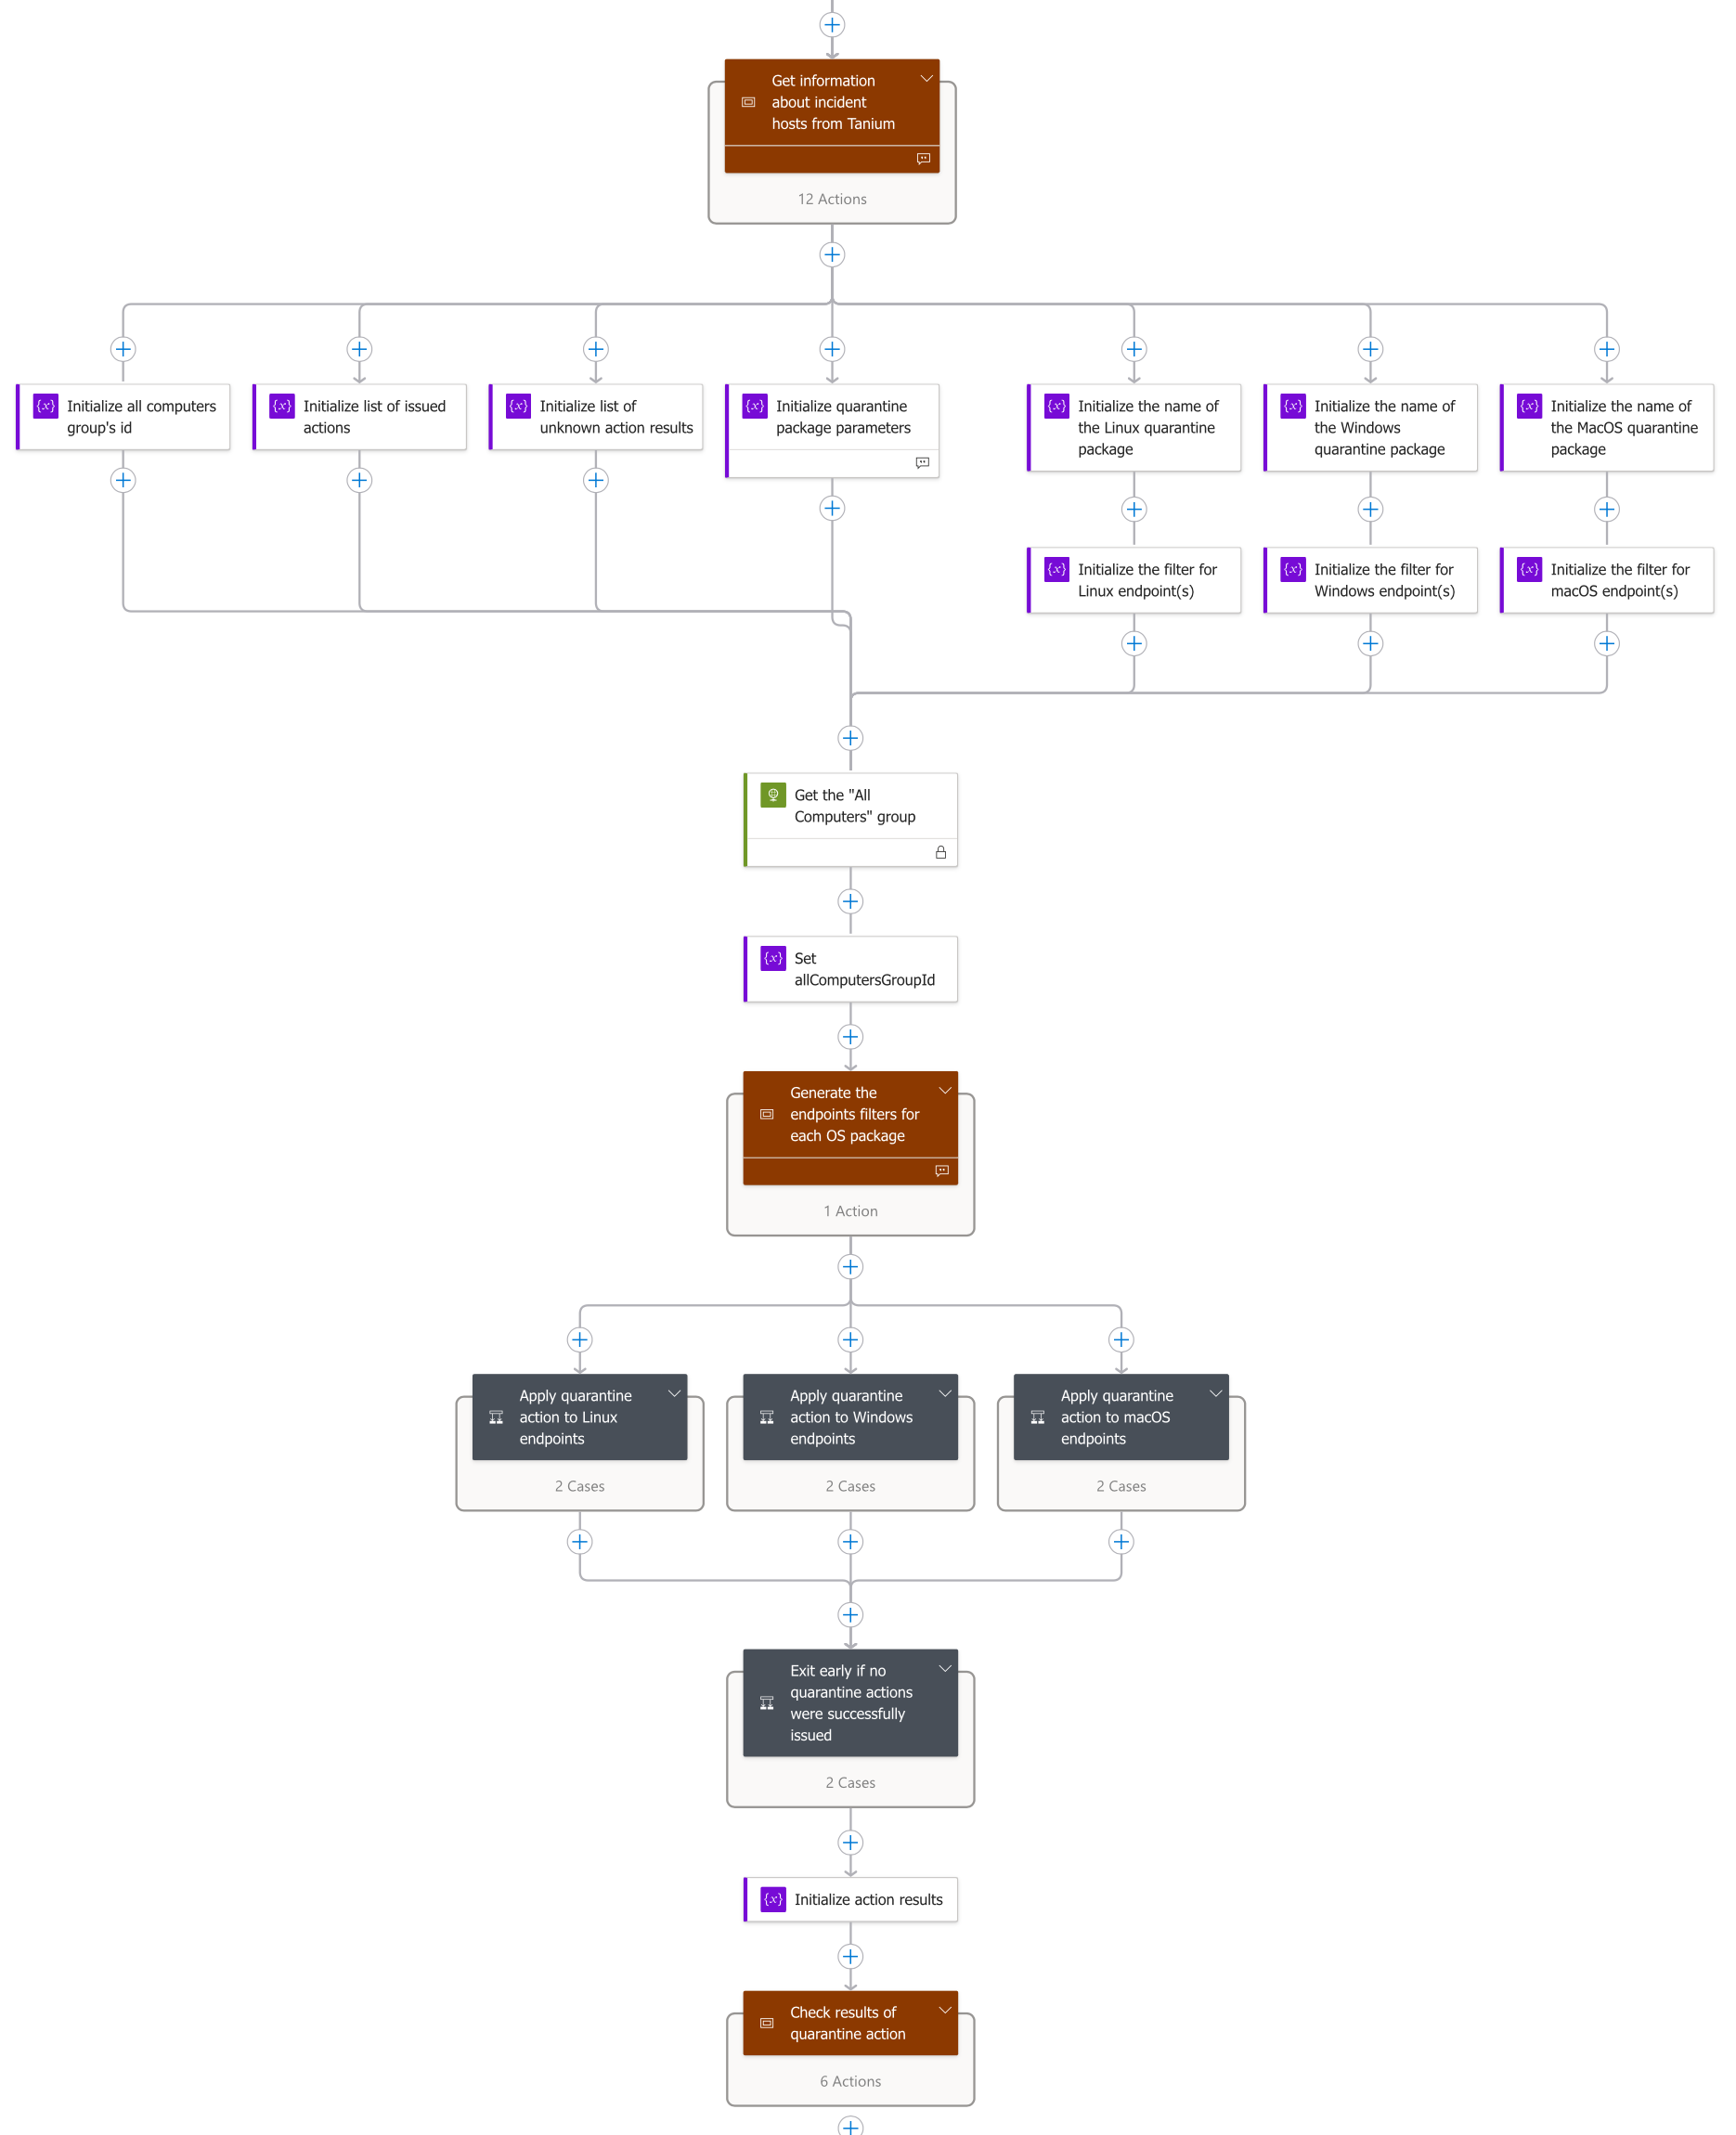 Get information
about incident
hosts from Tanium
12 Actions
{x} Initialize all computers
group's id
{x} Initialize list of issued
actions
{x} Initialize list of
unknown action results
{x} Initialize quarantine
package parameters
{x} Initialize the name of
the Linux quarantine
package
{x} Initialize the name of
the Windows
quarantine package
{x} Initialize the name of
the MacOS quarantine
package
{x} Initialize the filter for
Linux endpoint(s)
{x} Initialize the filter for
Windows endpoint(s)
{x} Initialize the filter for
macOS endpoint(s)
Get the "All
Computers" group
{x} Set
allComputersGroupId
Generate the
endpoints filters for
each OS package
1 Action
Apply quarantine
action to Linux
endpoints
2 Cases
Apply quarantine
action to Windows
endpoints
2 Cases
Apply quarantine
action to macOS
endpoints
2 Cases
Exit early if no
quarantine actions
were successfully
issued
2 Cases
{x} Initialize action results
Check results of
quarantine action
6 Actions